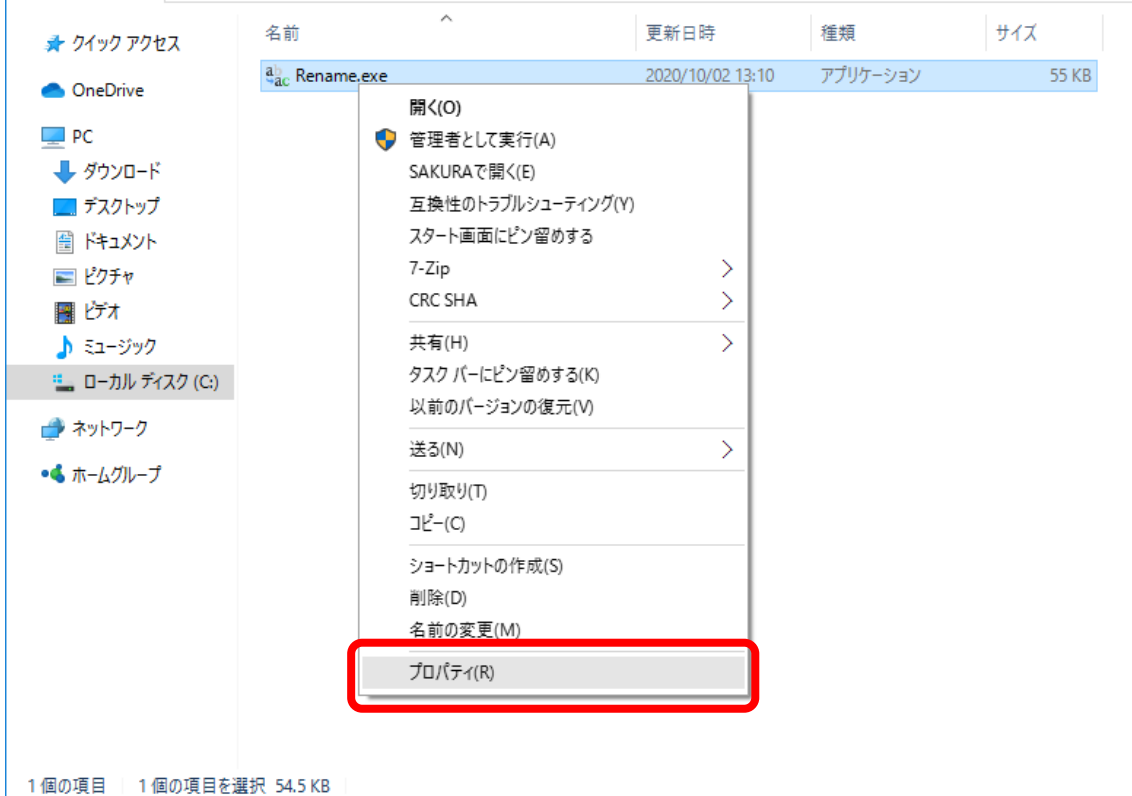 名前 更新日時 種類 サイズ
クイック アクセス
OneDrive
PC
ダウンロード
デスクトップ
ドキュメント
ピクチャ
ビデオ
ミュージック
ローカル ディスク (C:)
ネットワーク
ホームグループ
Rename.exe 2020/10/02 13:10 アプリケーション 55 KB
開く(O)
管理者として実行(A)
SAKURAで開く(E)
互換性のトラブルシューティング(Y)
スタート画面にピン留めする
7-Zip
CRC SHA
共有(H)
タスク バーにピン留めする(K)
以前のバージョンの復元(V)
送る(N)
切り取り(T)
コピー(C)
ショートカットの作成(S)
削除(D)
名前の変更(M)
プロパティ(R)
1 個の項目 1 個の項目を選択 54.5 KB